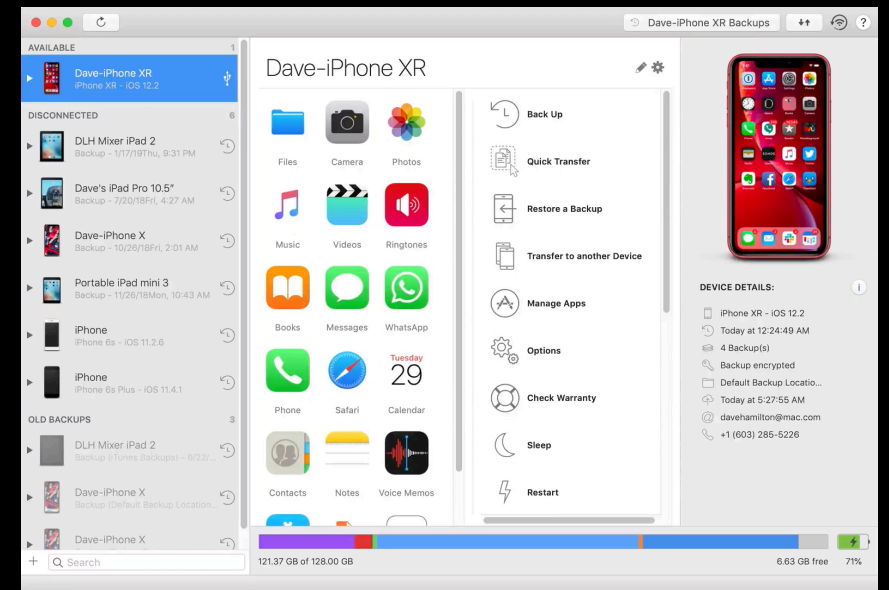 Dave-iPhone XR Backups
?
AVAILABLE 1
Dave-iPhone XR
iPhone XR - iOS 12.2
DISCONNECTED 6
DLH Mixer iPad 2
Backup - 1/17/19Thu, 9:31 PM
Dave's iPad Pro 10.5"
Backup - 7/20/18Fri, 4:27 AM
Dave-iPhone X
Backup - 10/26/18Fri, 2:01 AM
Portable iPad mini 3
Backup - 11/26/18Mon, 10:43 AM
iPhone
iPhone 6s - iOS 11.2.6
iPhone
iPhone 6s Plus - iOS 11.4.1
OLD BACKUPS 3
DLH Mixer iPad 2
Backup (iTunes Backups) - 6/22/...
Dave-iPhone X
Backup (Default Backup Location...
Dave-iPhone X
+ Search
Dave-iPhone XR
Files Camera Photos
Music Videos Ringtones
Books Messages WhatsApp
Tuesday
29
Phone Safari Calendar
Contacts Notes Voice Memos
Back Up
Quick Transfer
Restore a Backup
Transfer to another Device
Manage Apps
Options
Check Warranty
Sleep
Restart
DEVICE DETAILS: i
iPhone XR - iOS 12.2
Today at 12:24:49 AM
4 Backup(s)
Backup encrypted
Default Backup Locatio...
Today at 5:27:55 AM
davehamilton@mac.com
+1 (603) 285-5226
121.37 GB of 128.00 GB 6.63 GB free 71%